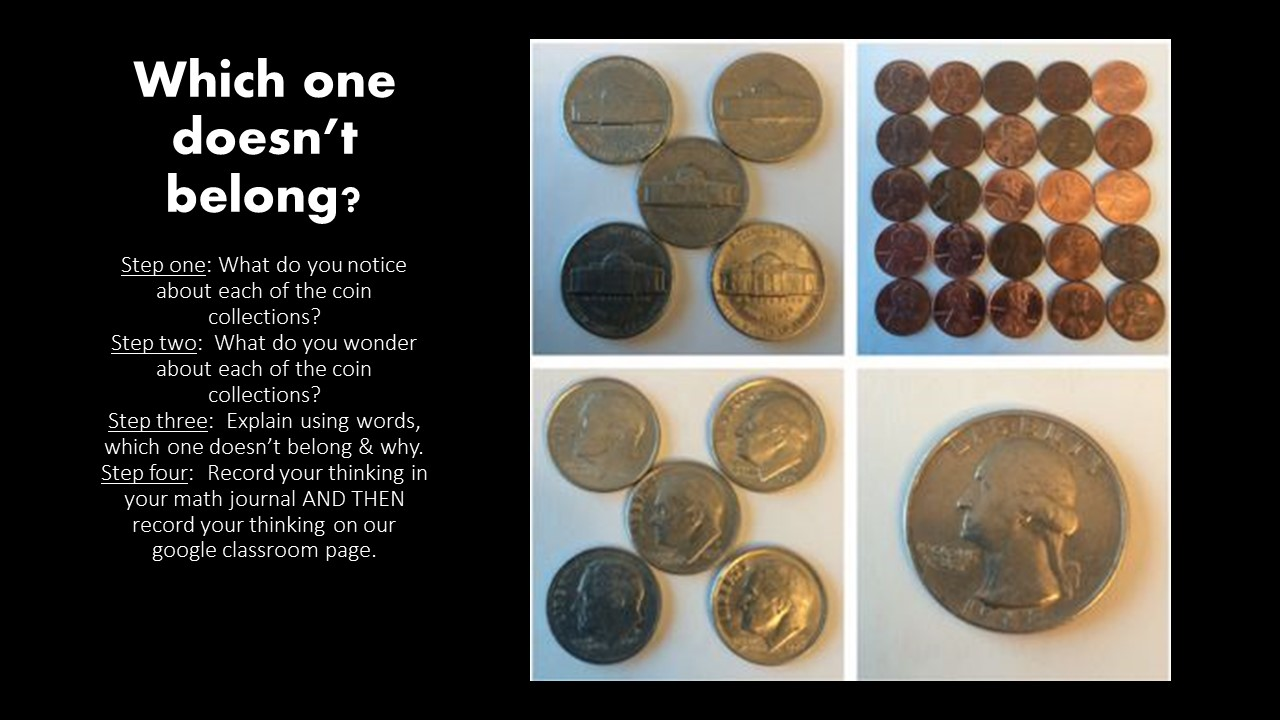 Which one
doesn’t
belong?
Step one: What do you notice
about each of the coin
collections?
Step two:  What do you wonder
about each of the coin
collections?
Step three:  Explain using words,
which one doesn’t belong & why.
Step four:  Record your thinking in
your math journal AND THEN
record your thinking on our
google classroom page.
LIBERTY